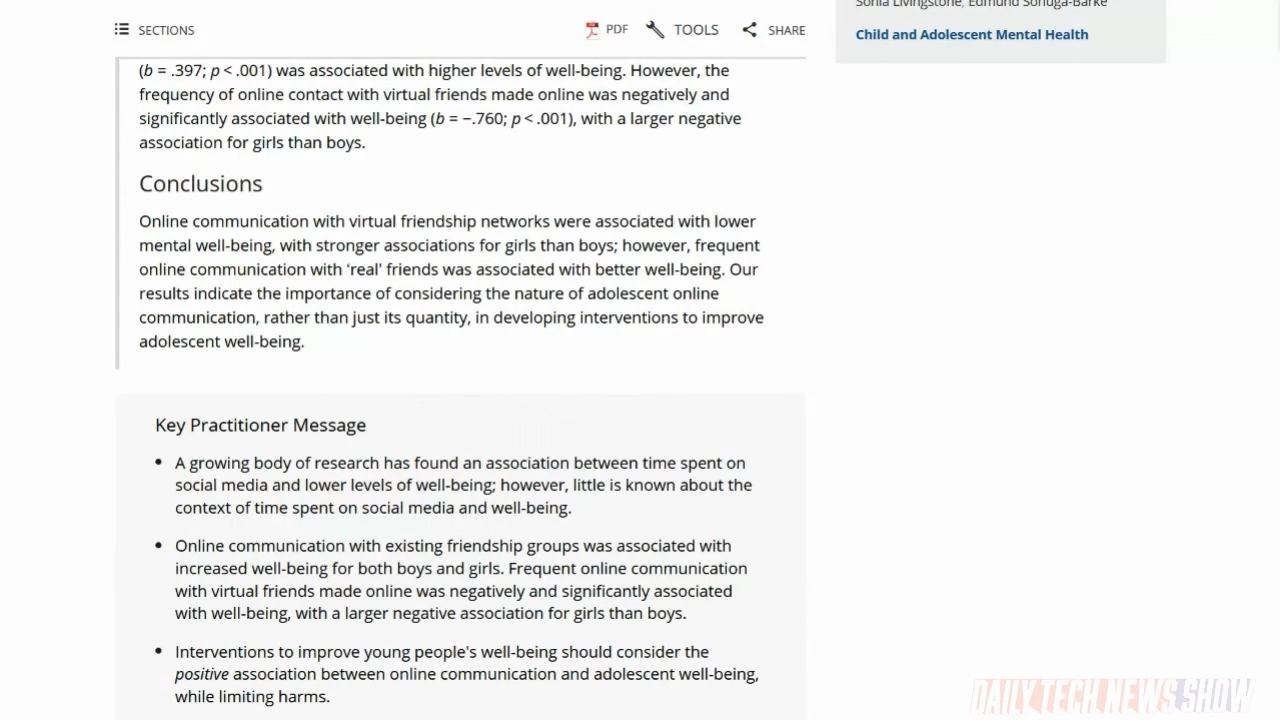 Sonia Livingstone, Edmund Sonuga-Barke
SECTIONS
PDF
TOOLS
SHARE
Child and Adolescent Mental Health
(b = .397; p < .001) was associated with higher levels of well-being. However, the
frequency of online contact with virtual friends made online was negatively and
significantly associated with well-being (b = −.760; p < .001), with a larger negative
association for girls than boys.
Conclusions
Online communication with virtual friendship networks were associated with lower
mental well-being, with stronger associations for girls than boys; however, frequent
online communication with ‘real’ friends was associated with better well-being. Our
results indicate the importance of considering the nature of adolescent online
communication, rather than just its quantity, in developing interventions to improve
adolescent well-being.
Key Practitioner Message
• A growing body of research has found an association between time spent on
social media and lower levels of well-being; however, little is known about the
context of time spent on social media and well-being.
• Online communication with existing friendship groups was associated with
increased well-being for both boys and girls. Frequent online communication
with virtual friends made online was negatively and significantly associated
with well-being, with a larger negative association for girls than boys.
• Interventions to improve young people's well-being should consider the
positive association between online communication and adolescent well-being,
while limiting harms.
DAILY TECH NEWS SHOW